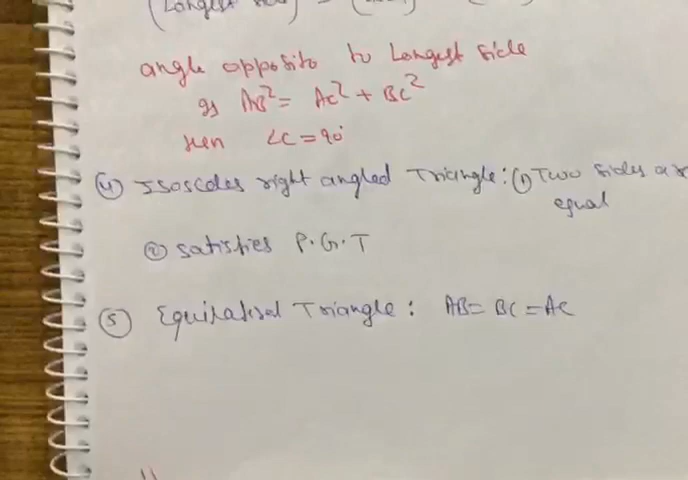 (Longest
angle opposite to Longest side
If AB² = AC² + BC²
then ∠C = 90°
(4) Isosceles right angled Triangle: (1) Two sides are
equal
(2) satisfies P.G.T
(5) Equilateral Triangle: AB = BC = AC